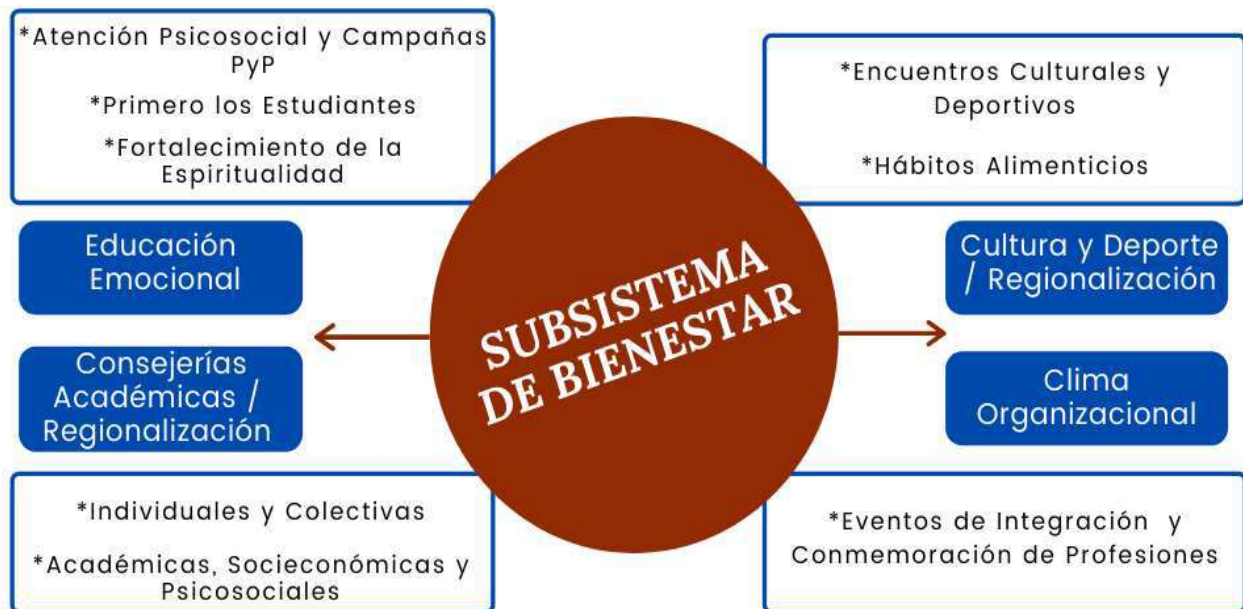 *Atención Psicosocial y Campañas
PyP
*Primero los Estudiantes
*Fortalecimiento de la
Espiritualidad
*Encuentros Culturales y
Deportivos
*Hábitos Alimenticios
Educación
Emocional
Cultura y Deporte
/ Regionalización
SUBSISTEMA
DE BIENESTAR
Consejerías
Académicas /
Regionalización
Clima
Organizacional
*Individuales y Colectivas
*Académicas, Socieconómicas y
Psicosociales
*Eventos de Integración y
Conmemoración de Profesiones